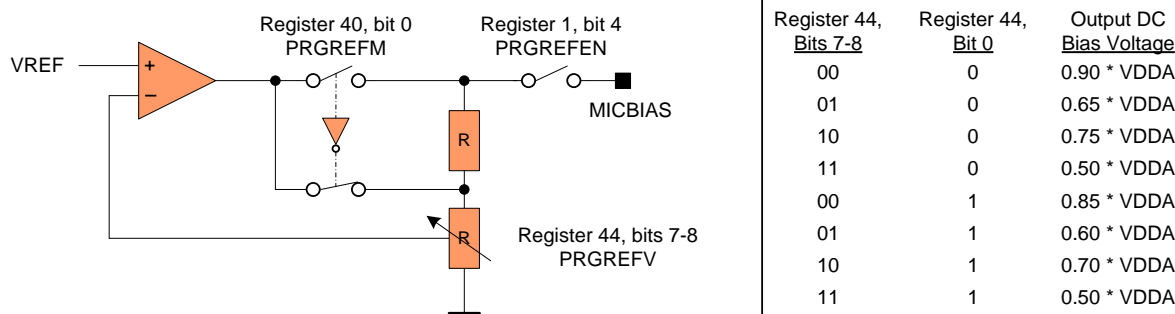 Register 40, bit 0
PRGREFM
Register 1, bit 4
PRGREFEN
VREF
+
−
MICBIAS
R
R
Register 44, bits 7-8
PRGREFV
Register 44, Register 44, Output DC
Bits 7-8 Bit 0 Bias Voltage
00 0 0.90 * VDDA
01 0 0.65 * VDDA
10 0 0.75 * VDDA
11 0 0.50 * VDDA
00 1 0.85 * VDDA
01 1 0.60 * VDDA
10 1 0.70 * VDDA
11 1 0.50 * VDDA